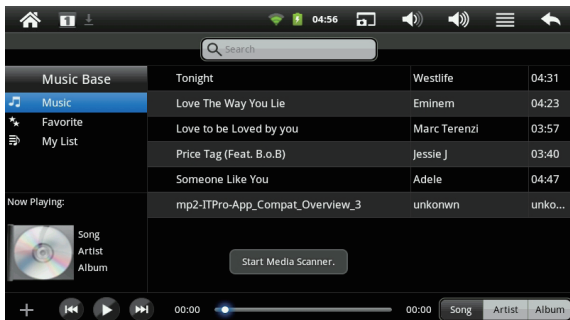 1 04:56
Search
Music Base
Music
Favorite
My List
Tonight Westlife 04:31
Love The Way You Lie Eminem 04:23
Love to be Loved by you Marc Terenzi 03:57
Price Tag (Feat. B.o.B) Jessie J 03:40
Someone Like You Adele 04:47
mp2-ITPro-App_Compat_Overview_3 unkonwn unko...
Now Playing:
Song
Artist
Album
Start Media Scanner.
00:00 00:00 Song Artist Album